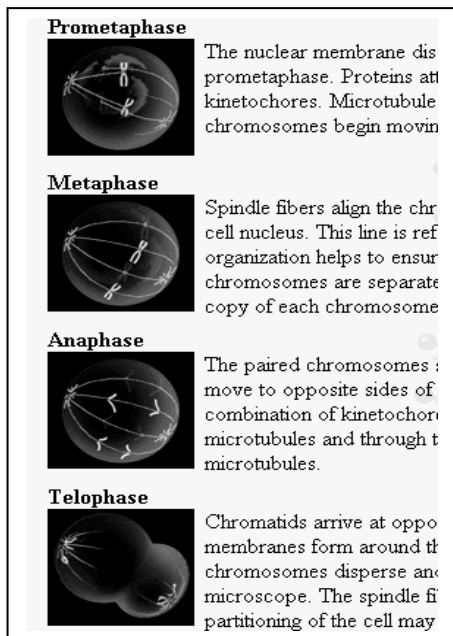 Prometaphase
The nuclear membrane dis
prometaphase. Proteins att
kinetochores. Microtubule
chromosomes begin movin
Metaphase
Spindle fibers align the chr
cell nucleus. This line is ref
organization helps to ensur
chromosomes are separate
copy of each chromosome
Anaphase
The paired chromosomes s
move to opposite sides of
combination of kinetochore
microtubules and through t
microtubules.
Telophase
Chromatids arrive at oppo
membranes form around th
chromosomes disperse and
microscope. The spindle fi
partitioning of the cell may